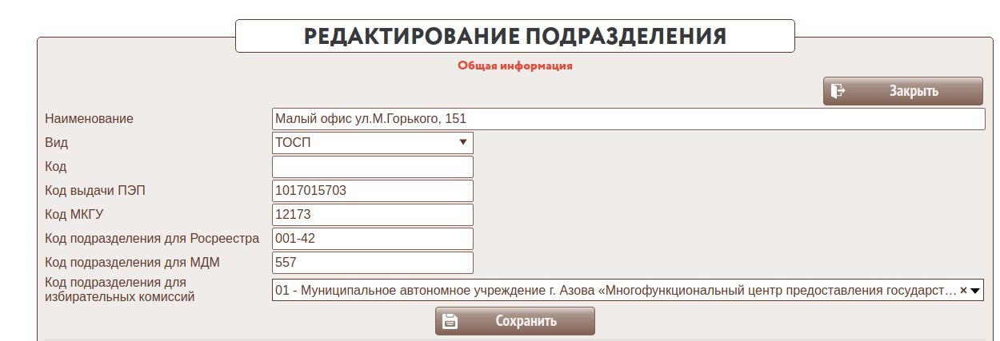 РЕДАКТИРОВАНИЕ ПОДРАЗДЕЛЕНИЯ
Общая информация
Закрыть
Наименование Малый офис ул.М.Горького, 151
Вид ТОСП
Код
Код выдачи ПЭП 1017015703
Код МКГУ 12173
Код подразделения для Росреестра 001-42
Код подразделения для МДМ 557
Код подразделения для
избирательных комиссий 01 - Муниципальное автономное учреждение г. Азова «Многофункциональный центр предоставления государст... ×
Сохранить